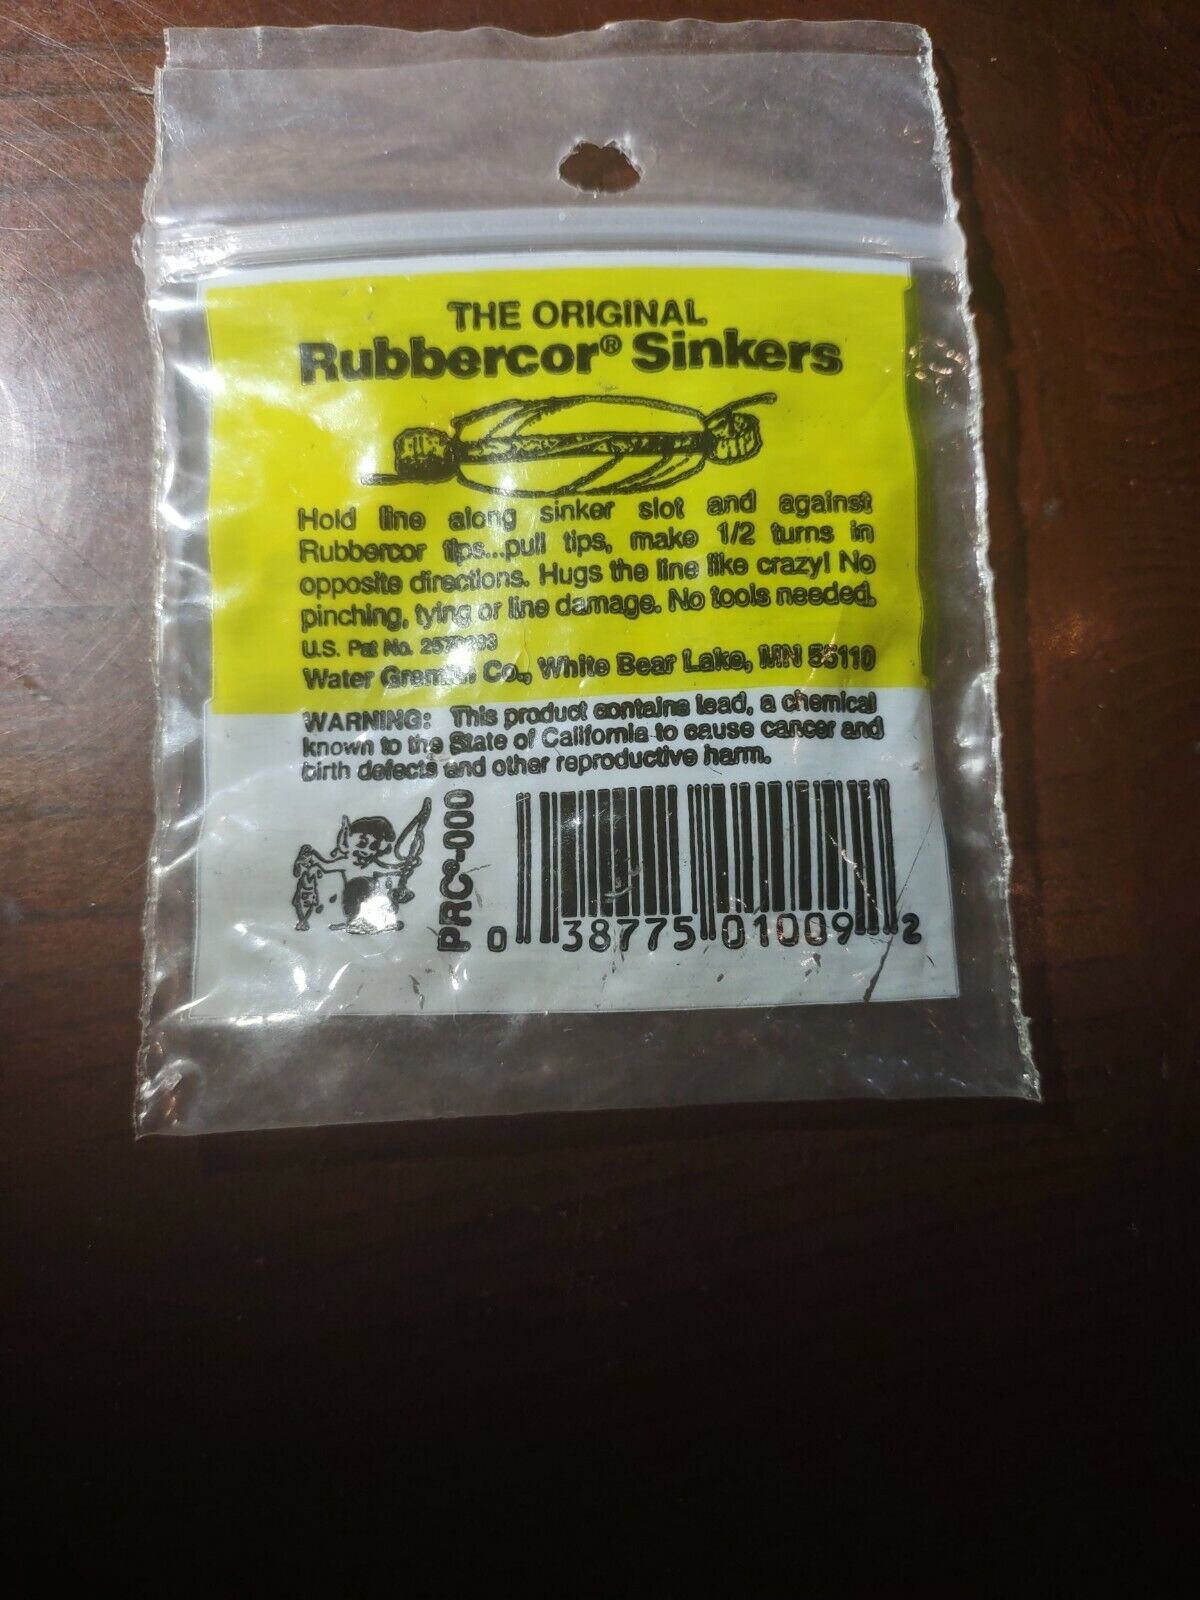 THE ORIGINAL
Rubbercor® Sinkers
Hold line along sinker slot and against
Rubbercor tips...pull tips, make 1/2 turns in
opposite directions. Hugs the line like crazy! No
pinching, tying or line damage. No tools needed.
U.S. Pat No.
Water Gremlin Co., White Bear Lake, MN 55110
WARNING: This product contains lead, a chemical
known to the State of California to cause cancer and
birth defects and other reproductive harm.
PRC®-000
0 38775 01009 2